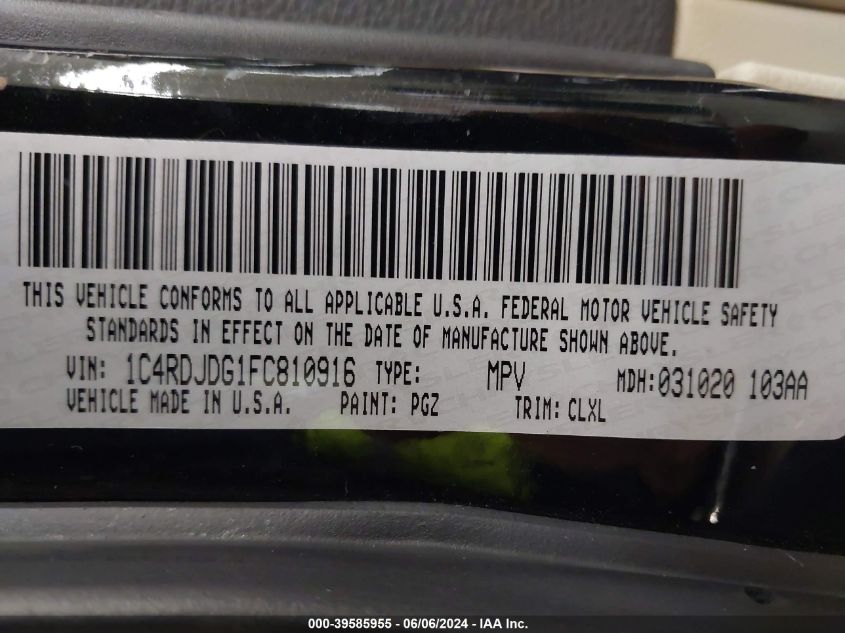 THIS VEHICLE CONFORMS TO ALL APPLICABLE U.S.A. FEDERAL MOTOR VEHICLE SAFETY
STANDARDS IN EFFECT ON THE DATE OF MANUFACTURE SHOWN ABOVE.
VIN: 1C4RDJDG1FC810916 TYPE: MPV MDH:031020 103AA
VEHICLE MADE IN U.S.A. PAINT: PGZ TRIM: CLXL
000-39585955 - 06/06/2024 - IAA Inc.